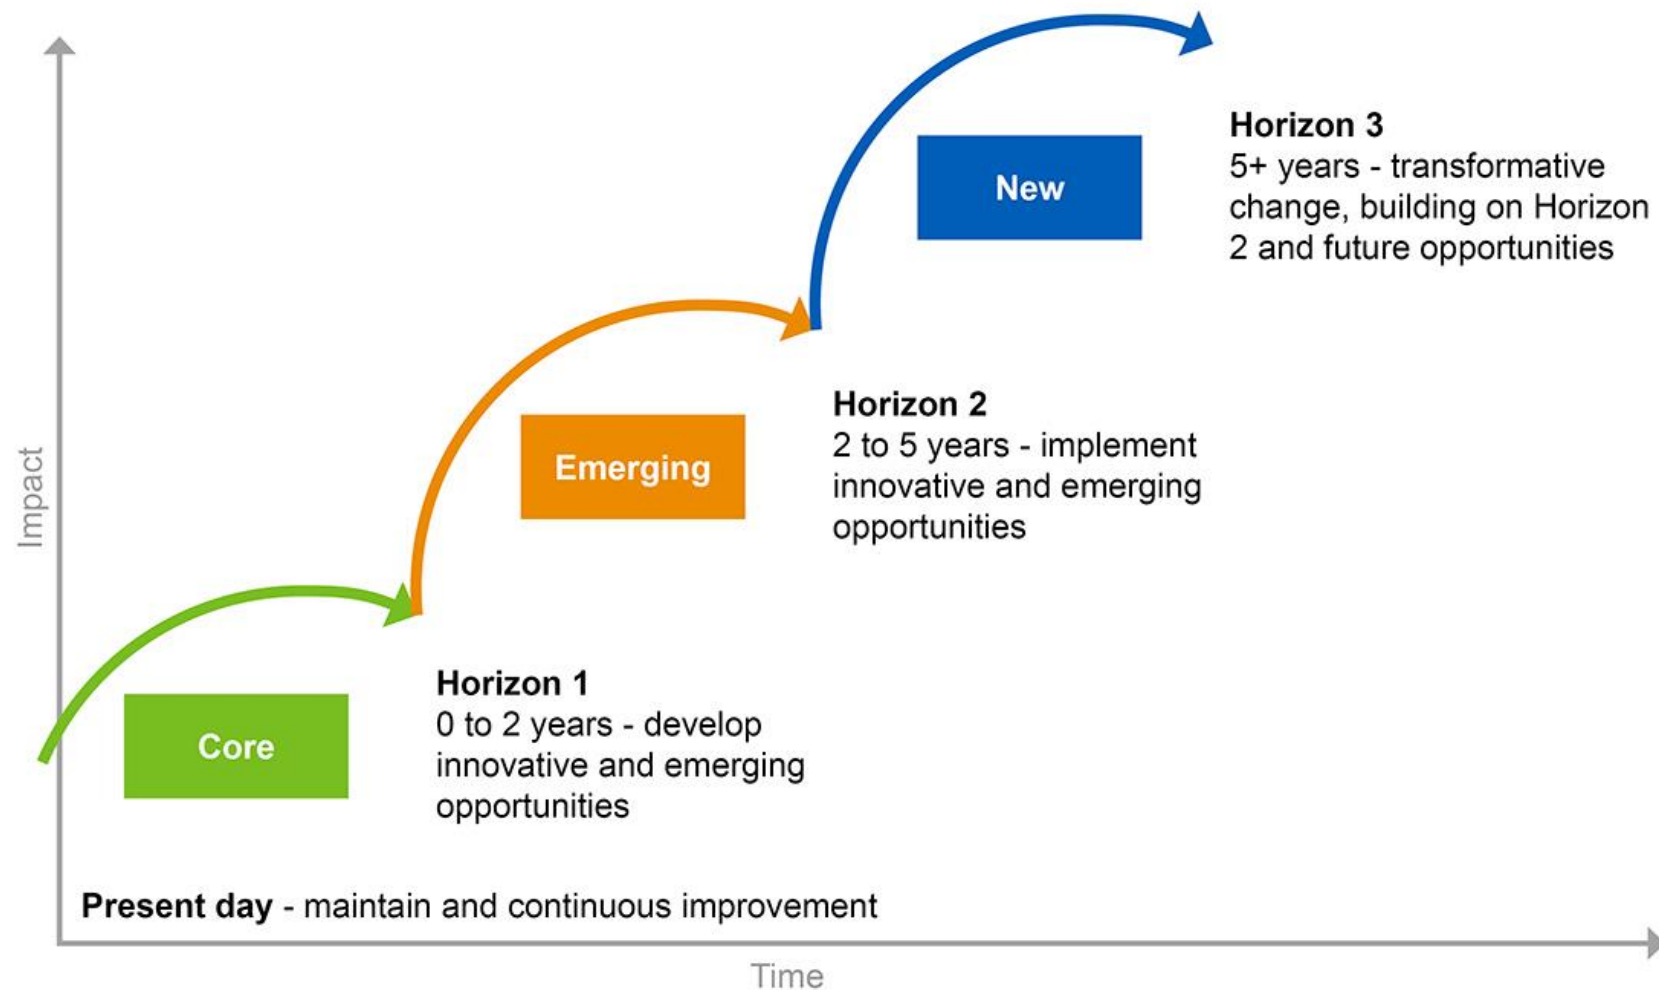 Horizon 3
5+ years - transformative
change, building on Horizon
2 and future opportunities
New
Horizon 2
2 to 5 years - implement
innovative and emerging
opportunities
Emerging
Impact
Horizon 1
0 to 2 years - develop
innovative and emerging
opportunities
Core
Present day - maintain and continuous improvement
Time